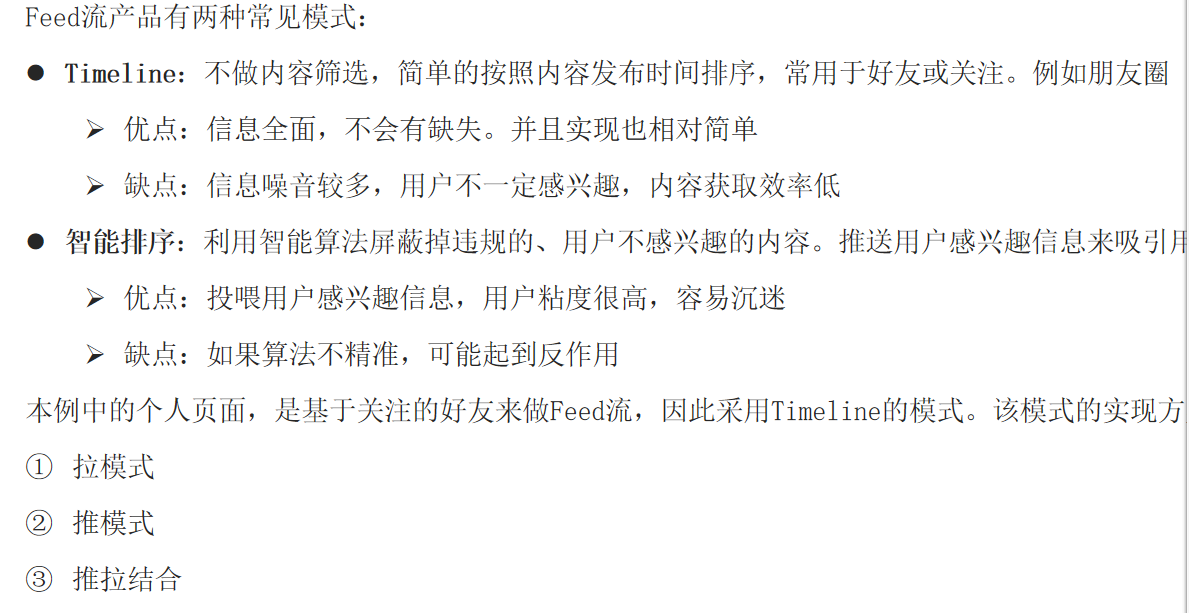 Feed流产品有两种常见模式：
● Timeline：不做内容筛选，简单的按照内容发布时间排序，常用于好友或关注。例如朋友圈
➢ 优点：信息全面，不会有缺失。并且实现也相对简单
➢ 缺点：信息噪音较多，用户不一定感兴趣，内容获取效率低
● 智能排序：利用智能算法屏蔽掉违规的、用户不感兴趣的内容。推送用户感兴趣信息来吸引用
➢ 优点：投喂用户感兴趣信息，用户粘度很高，容易沉迷
➢ 缺点：如果算法不精准，可能起到反作用
本例中的个人页面，是基于关注的好友来做Feed流，因此采用Timeline的模式。该模式的实现方
① 拉模式
② 推模式
③ 推拉结合